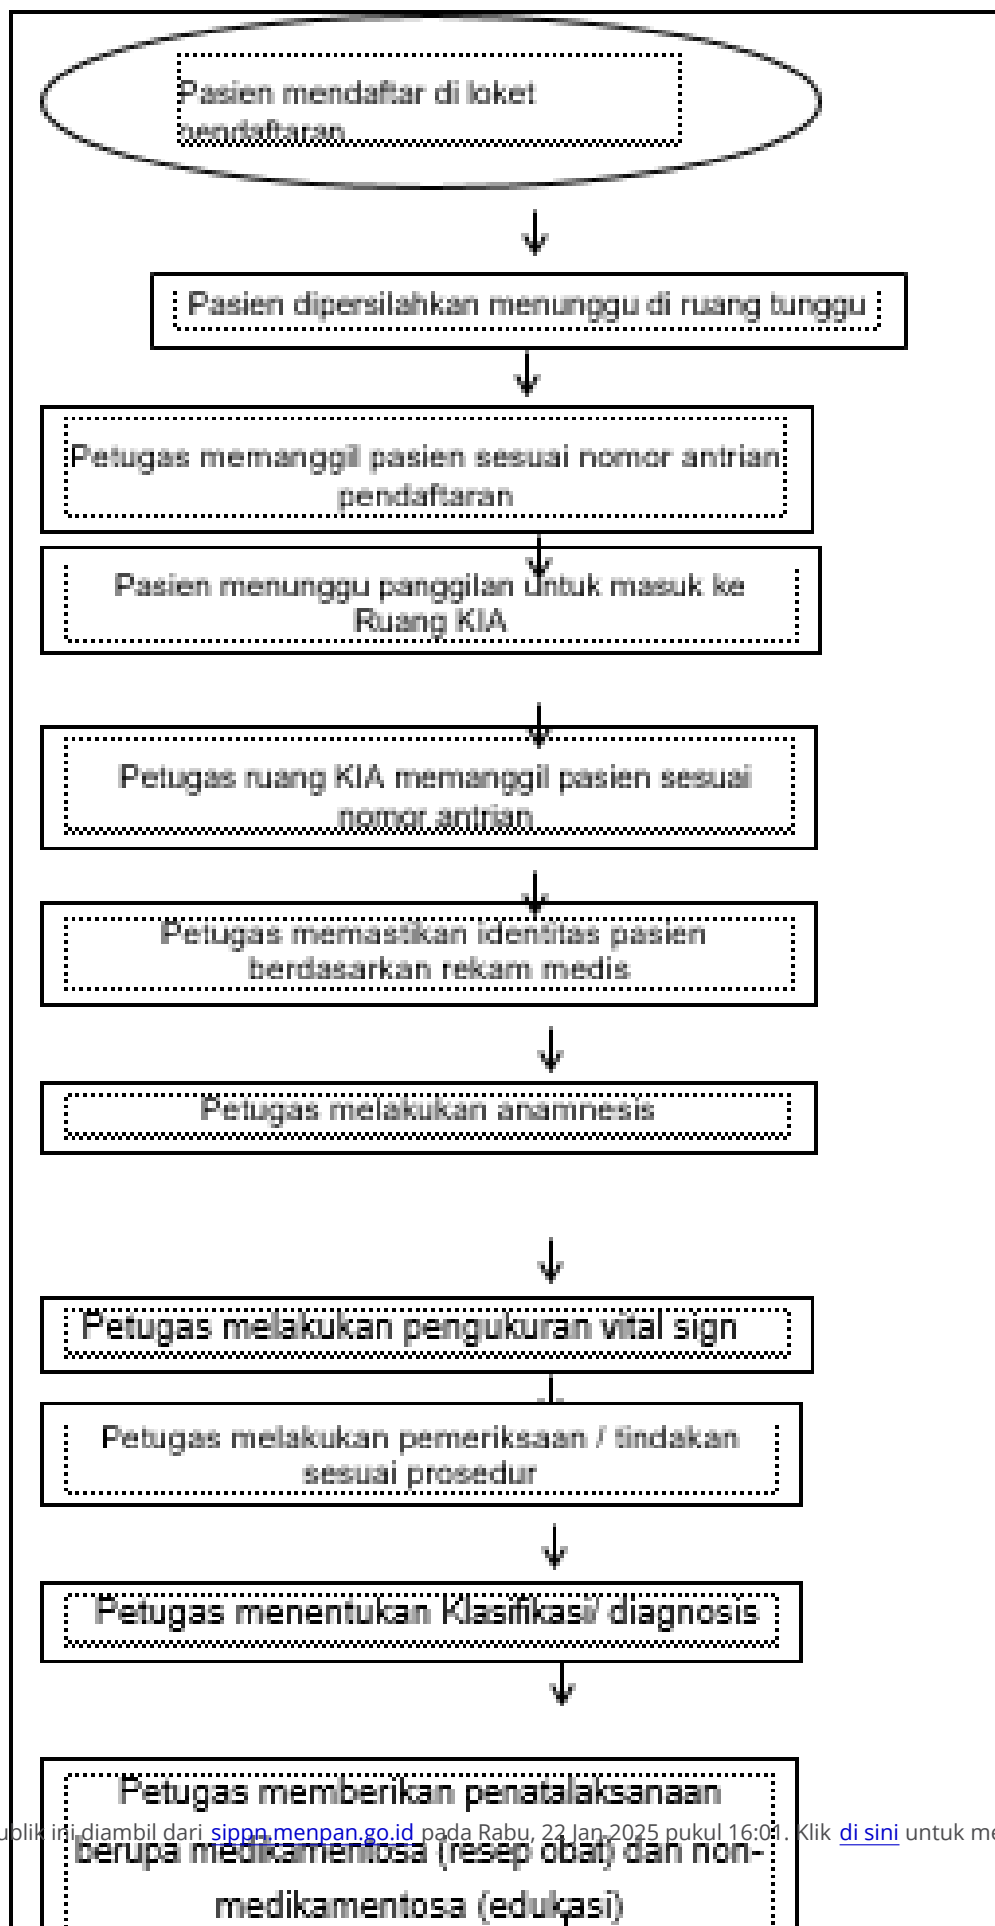 Pasien mendaftar di loket
pendaftaran
Pasien dipersilahkan menunggu di ruang tunggu
Petugas memanggil pasien sesuai nomor antrian
pendaftaran
Pasien menunggu panggilan untuk masuk ke
Ruang KIA
Petugas ruang KIA memanggil pasien sesuai
nomor antrian
Petugas memastikan identitas pasien
berdasarkan rekam medis
Petugas melakukan anamnesis
Petugas melakukan pengukuran vital sign
Petugas melakukan pemeriksaan / tindakan
sesuai prosedur
Petugas menentukan Klasifikasi/ diagnosis
Petugas memberikan penatalaksanaan
ublik ini diambil dari sippn.menpan.go.id pada Rabu, 22 Jan 2025 pukul 16:01. Klik di sini untuk me
berupa medikamentosa (resep obat) dan non-
medikamentosa (edukasi)